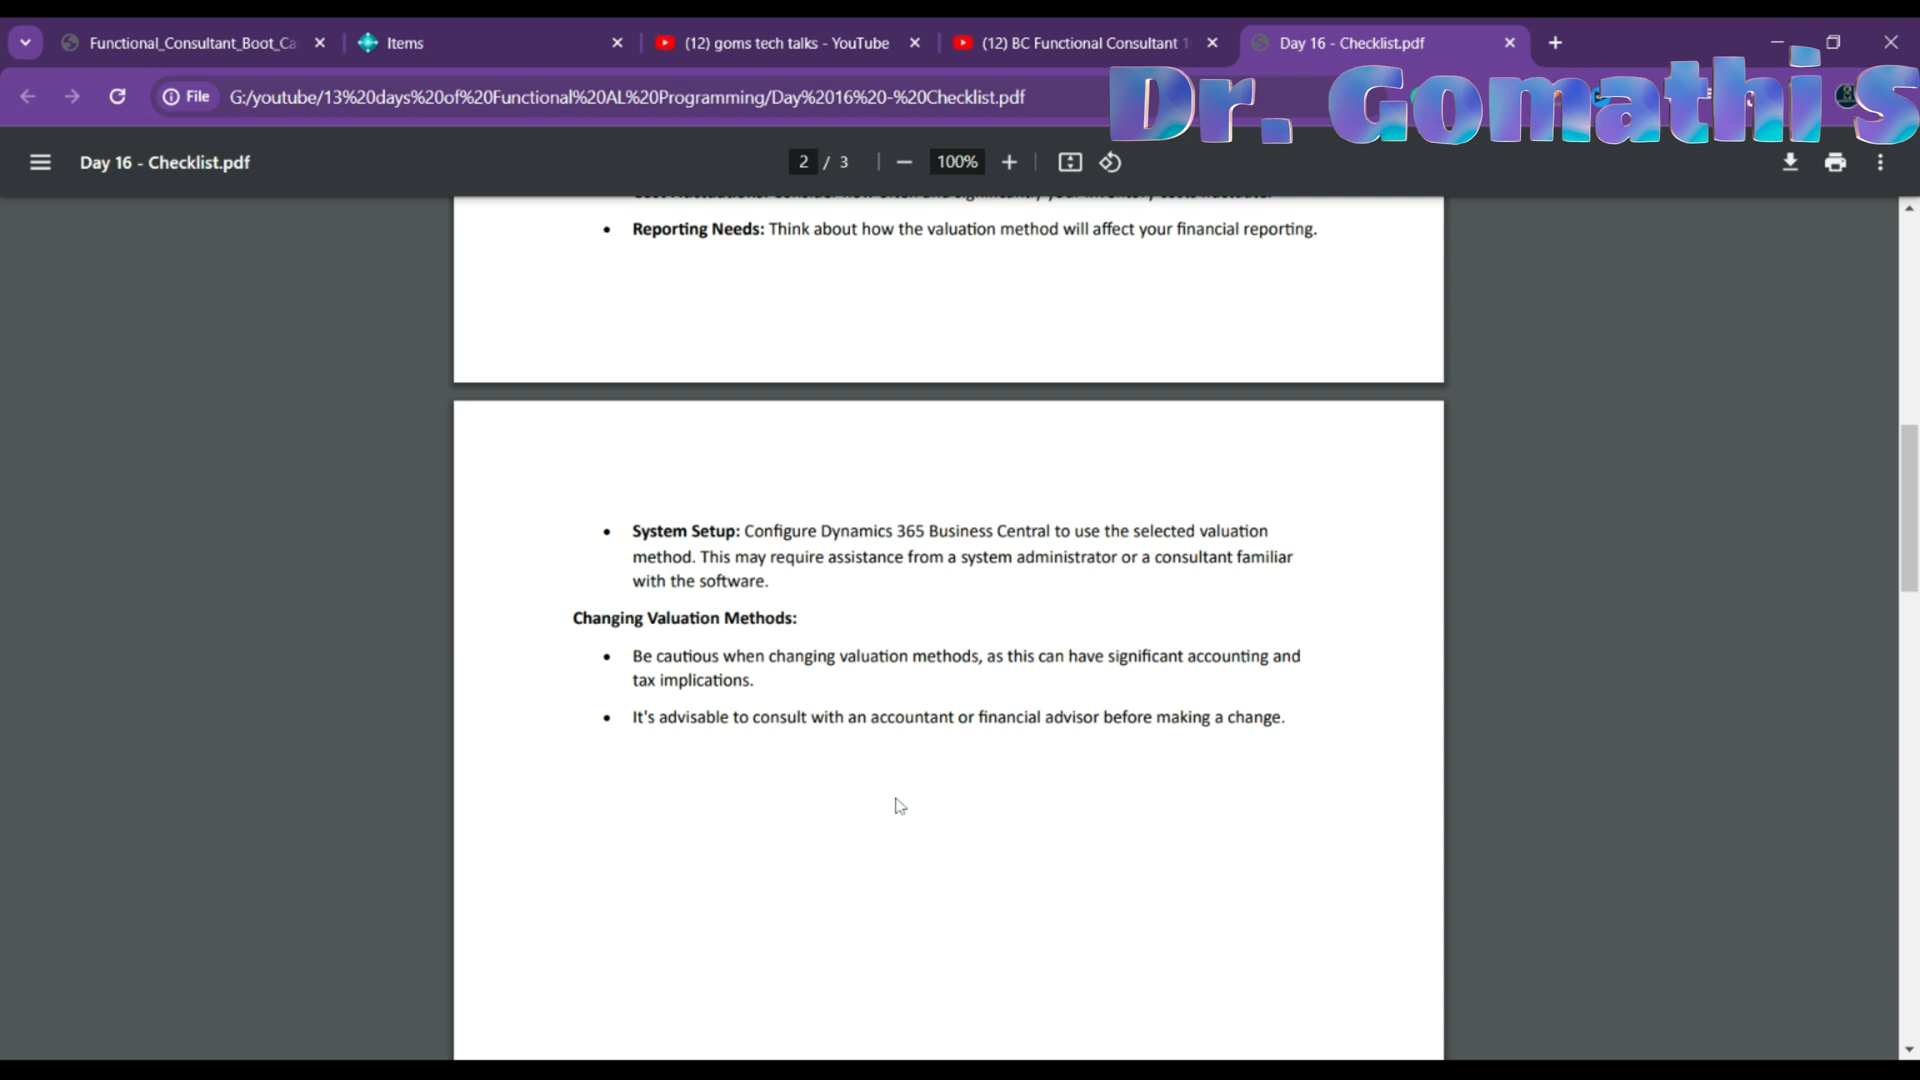 Functional_Consultant_Boot_Ca
Items
(12) goms tech talks - YouTube
(12) BC Functional Consultant 1
Day 16 - Checklist.pdf
File
G:/youtube/13%20days%20of%20Functional%20AL%20Programming/Day%2016%20-%20Checklist.pdf
Dr. Gomathi S
Day 16 - Checklist.pdf
2 / 3
100%
• Reporting Needs: Think about how the valuation method will affect your financial reporting.
• System Setup: Configure Dynamics 365 Business Central to use the selected valuation
method. This may require assistance from a system administrator or a consultant familiar
with the software.
Changing Valuation Methods:
• Be cautious when changing valuation methods, as this can have significant accounting and
tax implications.
• It's advisable to consult with an accountant or financial advisor before making a change.